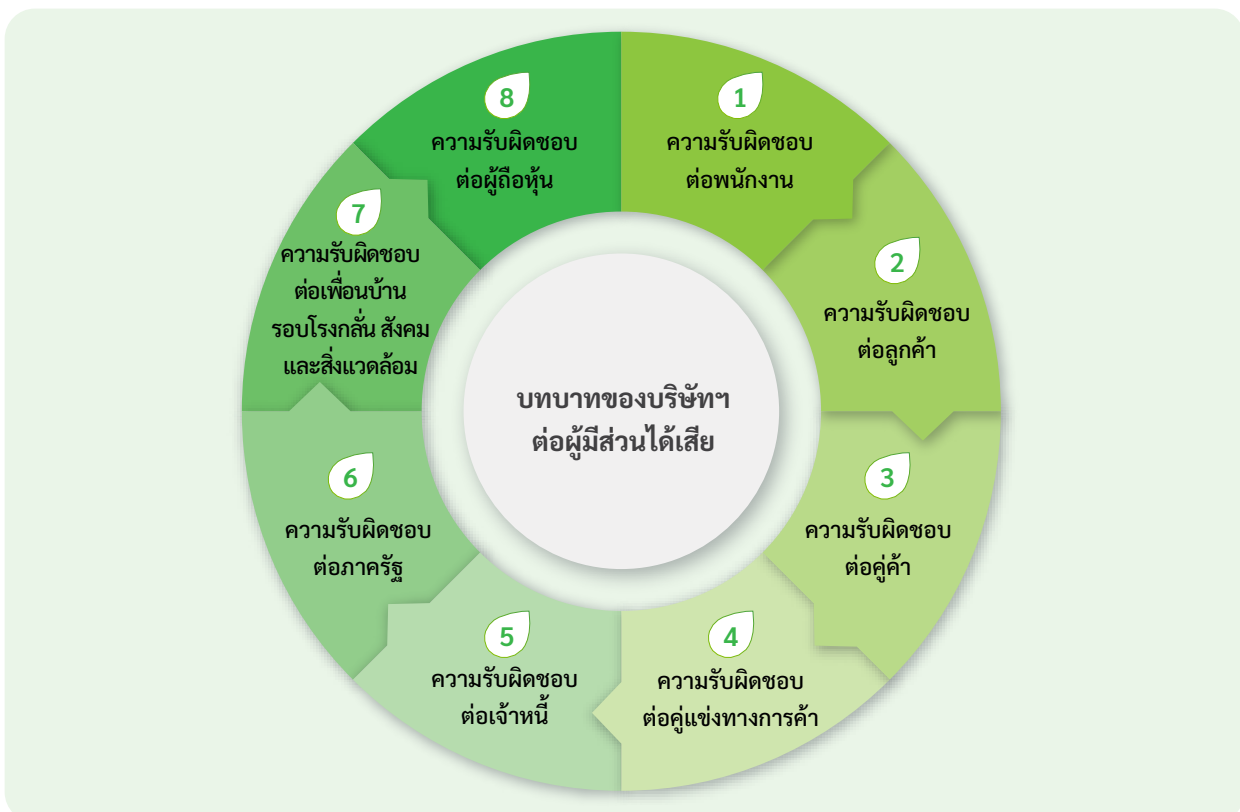 บทบาทของบริษัทฯ
ต่อผู้มีส่วนได้เสีย
1
ความรับผิดชอบ
ต่อพนักงาน
2
ความรับผิดชอบ
ต่อลูกค้า
3
ความรับผิดชอบ
ต่อคู่ค้า
4
ความรับผิดชอบ
ต่อคู่แข่งทางการค้า
5
ความรับผิดชอบ
ต่อเจ้าหนี้
6
ความรับผิดชอบ
ต่อภาครัฐ
7
ความรับผิดชอบ
ต่อเพื่อนบ้าน
รอบโรงกลั่น สังคม
และสิ่งแวดล้อม
8
ความรับผิดชอบ
ต่อผู้ถือหุ้น